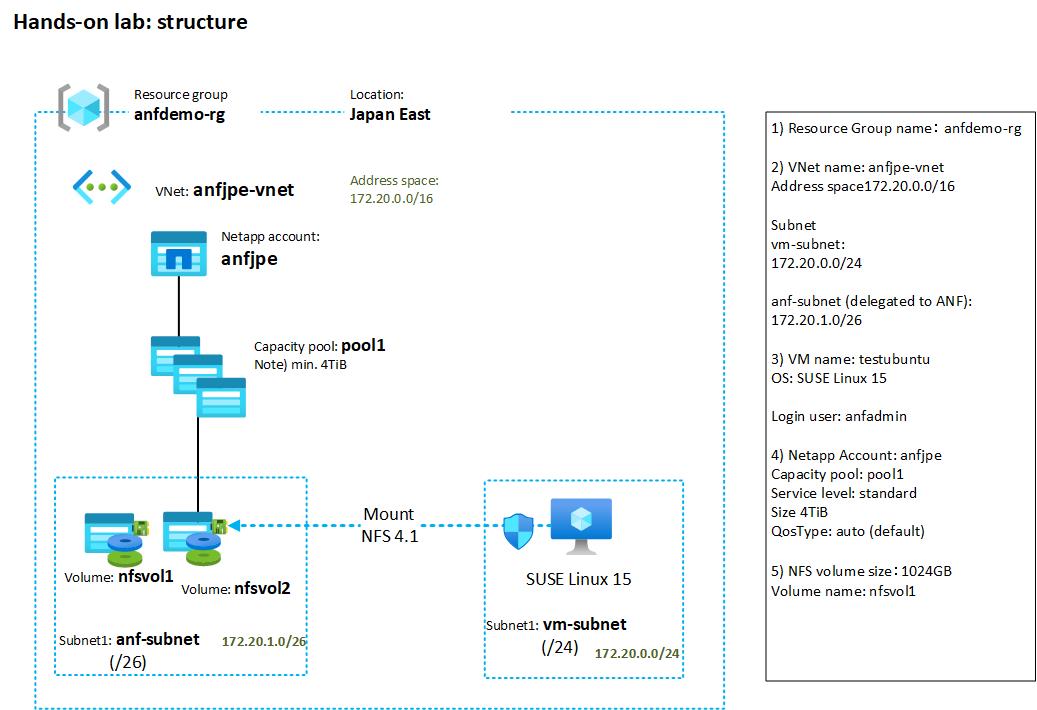 Hands-on lab: structure
Resource group
anfdemo-rg
Location:
Japan East
VNet: anfjpe-vnet
Address space:
172.20.0.0/16
Netapp account:
anfjpe
Capacity pool: pool1
Note) min. 4TiB
Mount
NFS 4.1
Volume: nfsvol1
Volume: nfsvol2
Subnet1: anf-subnet
(/26)
172.20.1.0/26
SUSE Linux 15
Subnet1: vm-subnet
(/24)
172.20.0.0/24
1) Resource Group name：anfdemo-rg
2) VNet name: anfjpe-vnet
Address space172.20.0.0/16
Subnet
vm-subnet:
172.20.0.0/24
anf-subnet (delegated to ANF):
172.20.1.0/26
3) VM name: testubuntu
OS: SUSE Linux 15
Login user: anfadmin
4) Netapp Account: anfjpe
Capacity pool: pool1
Service level: standard
Size 4TiB
QosType: auto (default)
5) NFS volume size：1024GB
Volume name: nfsvol1